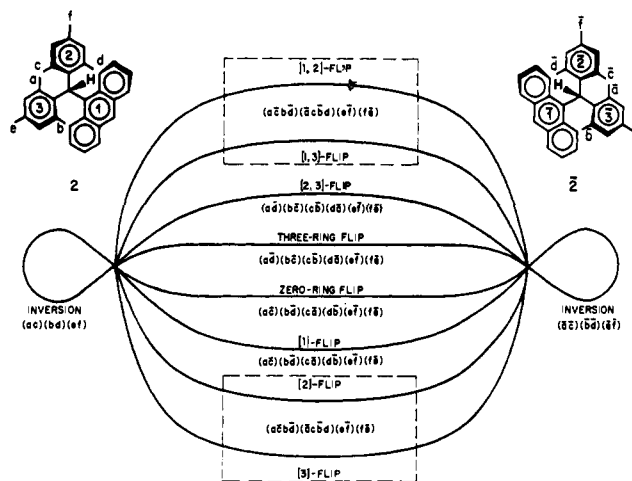 f
2
c
d
a
H
3
1
e
b
2
f̄
2̄
d̄
c̄
H
ā
1̄
3̄
b̄
2̄
[1, 2]-FLIP
(ac̄bd̄)(ācb̄d)(ef̄)(fē)
[1,3]-FLIP
[2,3]-FLIP
(ad̄)(bc̄)(cb̄)(dā)(ef̄)(fē)
THREE-RING FLIP
(ad̄)(bc̄)(cb̄)(dā)(ef̄)(fē)
ZERO-RING FLIP
(ac̄)(bd̄)(cā)(db̄)(ef̄)(fē)
INVERSION
(ac)(bd)(ef)
INVERSION
(āc̄)(b̄d̄)(ēf̄)
[1]-FLIP
(ac̄)(bd̄)(cā)(db̄)(ef̄)(fē)
[2]-FLIP
(ac̄bd̄)(ācb̄d)(ef̄)(fē)
[3]-FLIP